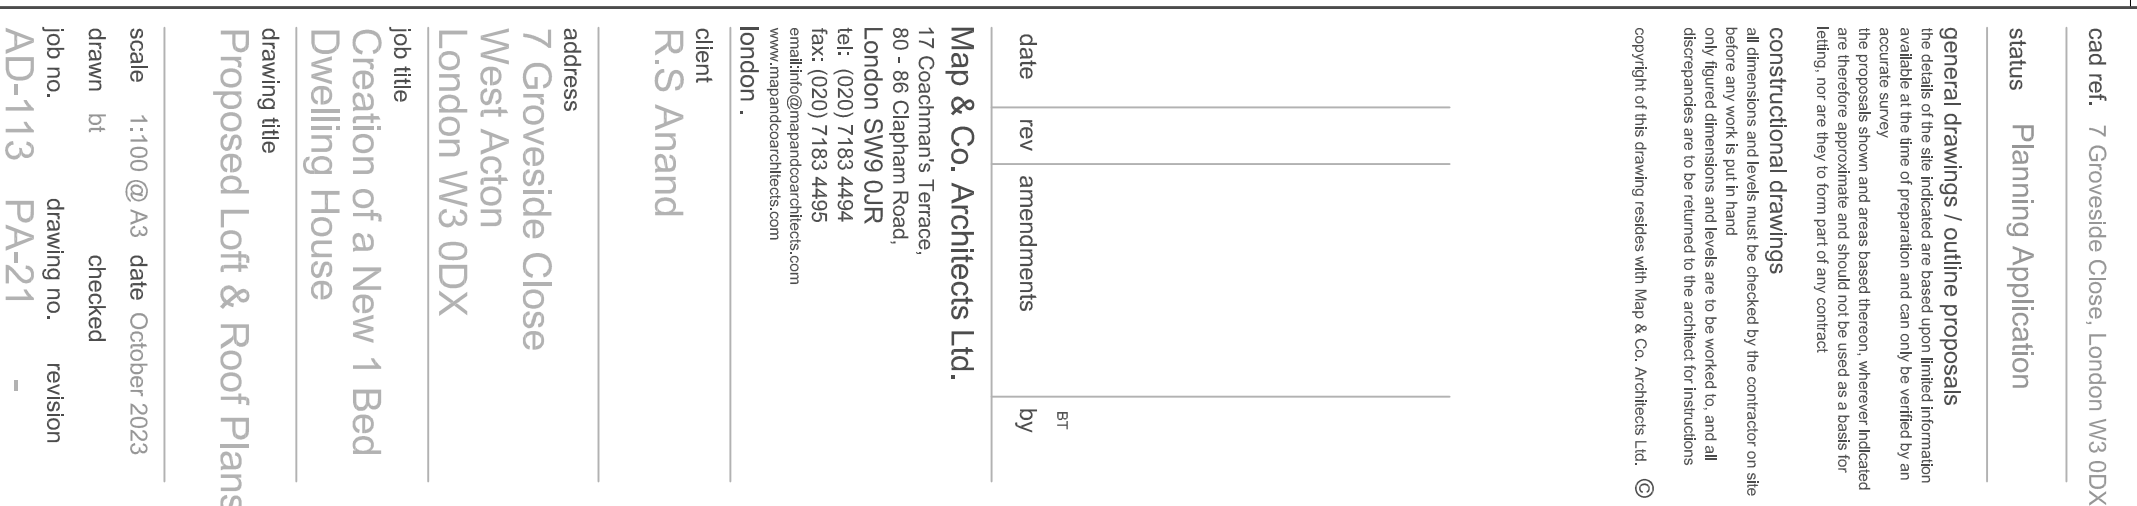 cad ref. 7 Groveside Close, London W3 0DX
status Planning Application
general drawings / outline proposals
the details of the site indicated are based upon limited information
available at the time of preparation and can only be verified by an
accurate survey
the proposals shown and areas based thereon, wherever indicated
are therefore approximate and should not be used as a basis for
letting, nor are they to form part of any contract
constructional drawings
all dimensions and levels must be checked by the contractor on site
before any work is put in hand
only figured dimensions and levels are to be worked to, and all
discrepancies are to be returned to the architect for instructions
copyright of this drawing resides with Map & Co. Architects Ltd. ©
BT
date rev amendments by
Map & Co. Architects Ltd.
17 Coachman's Terrace,
80 - 86 Clapham Road,
London SW9 0JR
tel: (020) 7183 4494
fax: (020) 7183 4495
email:info@mapandcoarchitects.com
www.mapandcoarchitects.com
london .
client
R.S Anand
address
7 Groveside Close
West Acton
London W3 0DX
job title
Creation of a New 1 Bed
Dwelling House
drawing title
Proposed Loft & Roof Plans
scale 1:100 @ A3 date October 2023
drawn bt checked
job no. drawing no. revision
AD-113 PA-21 -